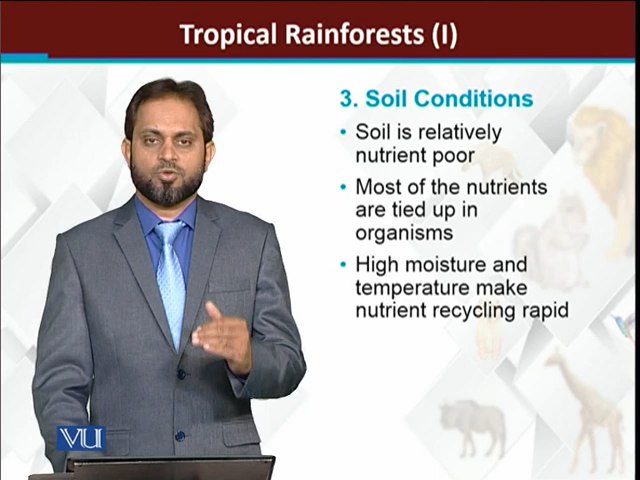 Tropical Rainforests (I)
3. Soil Conditions
• Soil is relatively
nutrient poor
• Most of the nutrients
are tied up in
organisms
• High moisture and
temperature make
nutrient recycling rapid
VU